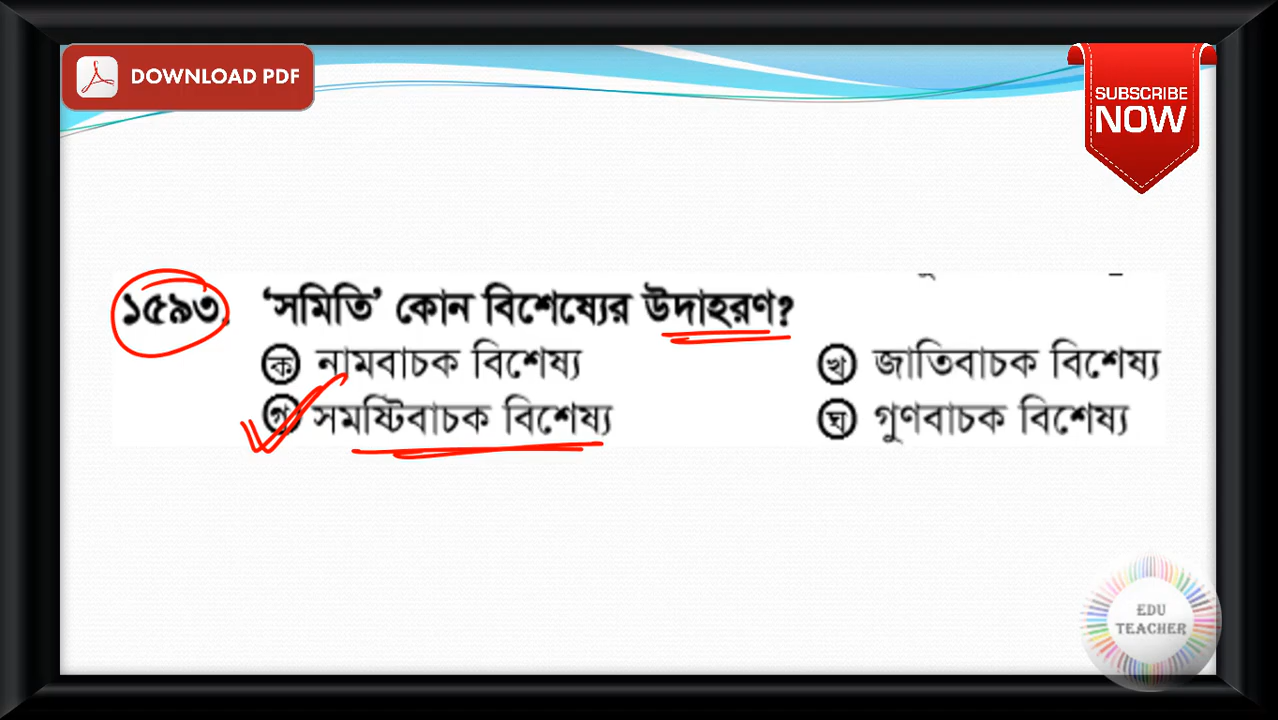 DOWNLOAD PDF
SUBSCRIBE
NOW
১৫৯৩. ‘সমিতি’ কোন বিশেষ্যের উদাহরণ?
ক নামবাচক বিশেষ্য খ জাতিবাচক বিশেষ্য
গ সমষ্টিবাচক বিশেষ্য ঘ গুণবাচক বিশেষ্য
EDU
TEACHER